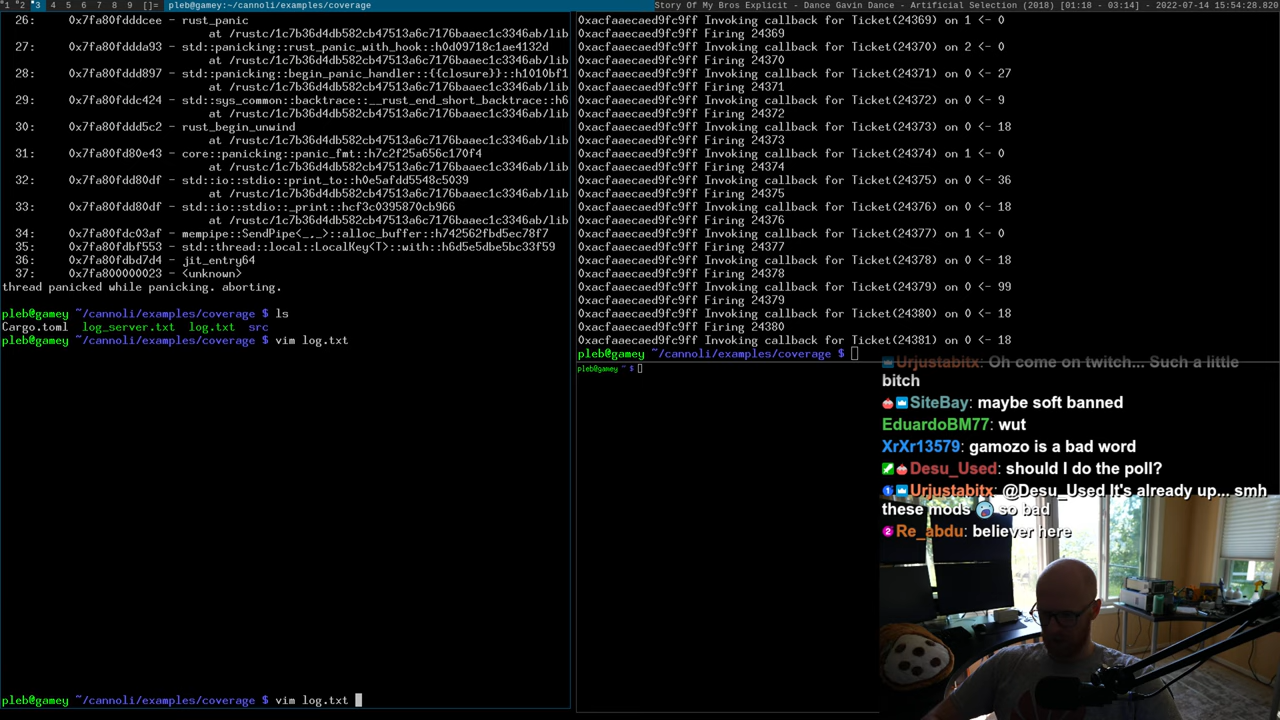 1 2 3 4 5 6 7 8 9 []= pleb@gamey:~/cannoli/examples/coverage
Story Of My Bros Explicit - Dance Gavin Dance - Artificial Selection (2018) [01:18 - 03:14] - 2022-07-14 15:54:28.820
26: 0x7fa80fdddcee - rust_panic
at /rustc/1c7b36d4db582cb47513a6c7176baaec1c3346ab/lib
27: 0x7fa80fddda93 - std::panicking::rust_panic_with_hook::h0d09718c1ae4132d
at /rustc/1c7b36d4db582cb47513a6c7176baaec1c3346ab/lib
28: 0x7fa80fddd897 - std::panicking::begin_panic_handler::{{closure}}::h1010bf1
at /rustc/1c7b36d4db582cb47513a6c7176baaec1c3346ab/lib
29: 0x7fa80fddc424 - std::sys_common::backtrace::__rust_end_short_backtrace::h6
at /rustc/1c7b36d4db582cb47513a6c7176baaec1c3346ab/lib
30: 0x7fa80fddd5c2 - rust_begin_unwind
at /rustc/1c7b36d4db582cb47513a6c7176baaec1c3346ab/lib
31: 0x7fa80fd80e43 - core::panicking::panic_fmt::h7c2f25a656c170f4
at /rustc/1c7b36d4db582cb47513a6c7176baaec1c3346ab/lib
32: 0x7fa80fdd80df - std::io::stdio::print_to::h0e5afdd5548c5039
at /rustc/1c7b36d4db582cb47513a6c7176baaec1c3346ab/lib
33: 0x7fa80fdd80df - std::io::stdio::_print::hcf3c0395870cb966
at /rustc/1c7b36d4db582cb47513a6c7176baaec1c3346ab/lib
34: 0x7fa80fdc03af - mempipe::SendPipe<_,_>::alloc_buffer::h742562fbd5ec78f7
35: 0x7fa80fdbf553 - std::thread::local::LocalKey<T>::with::h6d5e5dbe5bc33f59
36: 0x7fa80fdbd7d4 - jit_entry64
37: 0x7fa800000023 - <unknown>
thread panicked while panicking. aborting.
pleb@gamey ~/cannoli/examples/coverage $ ls
Cargo.toml log_server.txt log.txt src
pleb@gamey ~/cannoli/examples/coverage $ vim log.txt
pleb@gamey ~/cannoli/examples/coverage $ vim log.txt
0xacfaaecaed9fc9ff Invoking callback for Ticket(24369) on 1 <- 0
0xacfaaecaed9fc9ff Firing 24369
0xacfaaecaed9fc9ff Invoking callback for Ticket(24370) on 2 <- 0
0xacfaaecaed9fc9ff Firing 24370
0xacfaaecaed9fc9ff Invoking callback for Ticket(24371) on 0 <- 27
0xacfaaecaed9fc9ff Firing 24371
0xacfaaecaed9fc9ff Invoking callback for Ticket(24372) on 0 <- 9
0xacfaaecaed9fc9ff Firing 24372
0xacfaaecaed9fc9ff Invoking callback for Ticket(24373) on 0 <- 18
0xacfaaecaed9fc9ff Firing 24373
0xacfaaecaed9fc9ff Invoking callback for Ticket(24374) on 1 <- 0
0xacfaaecaed9fc9ff Firing 24374
0xacfaaecaed9fc9ff Invoking callback for Ticket(24375) on 0 <- 36
0xacfaaecaed9fc9ff Firing 24375
0xacfaaecaed9fc9ff Invoking callback for Ticket(24376) on 0 <- 18
0xacfaaecaed9fc9ff Firing 24376
0xacfaaecaed9fc9ff Invoking callback for Ticket(24377) on 1 <- 0
0xacfaaecaed9fc9ff Firing 24377
0xacfaaecaed9fc9ff Invoking callback for Ticket(24378) on 0 <- 18
0xacfaaecaed9fc9ff Firing 24378
0xacfaaecaed9fc9ff Invoking callback for Ticket(24379) on 0 <- 99
0xacfaaecaed9fc9ff Firing 24379
0xacfaaecaed9fc9ff Invoking callback for Ticket(24380) on 0 <- 18
0xacfaaecaed9fc9ff Firing 24380
0xacfaaecaed9fc9ff Invoking callback for Ticket(24381) on 0 <- 18
pleb@gamey ~/cannoli/examples/coverage $
pleb@gamey ~ $
Urjustabitx: Oh come on twitch... Such a little
bitch
SiteBay: maybe soft banned
EduardoBM77: wut
XrXr13579: gamozo is a bad word
Desu_Used: should I do the poll?
Urjustabitx: @Desu_Used It's already up... smh
these mods so bad
Re_abdu: believer here